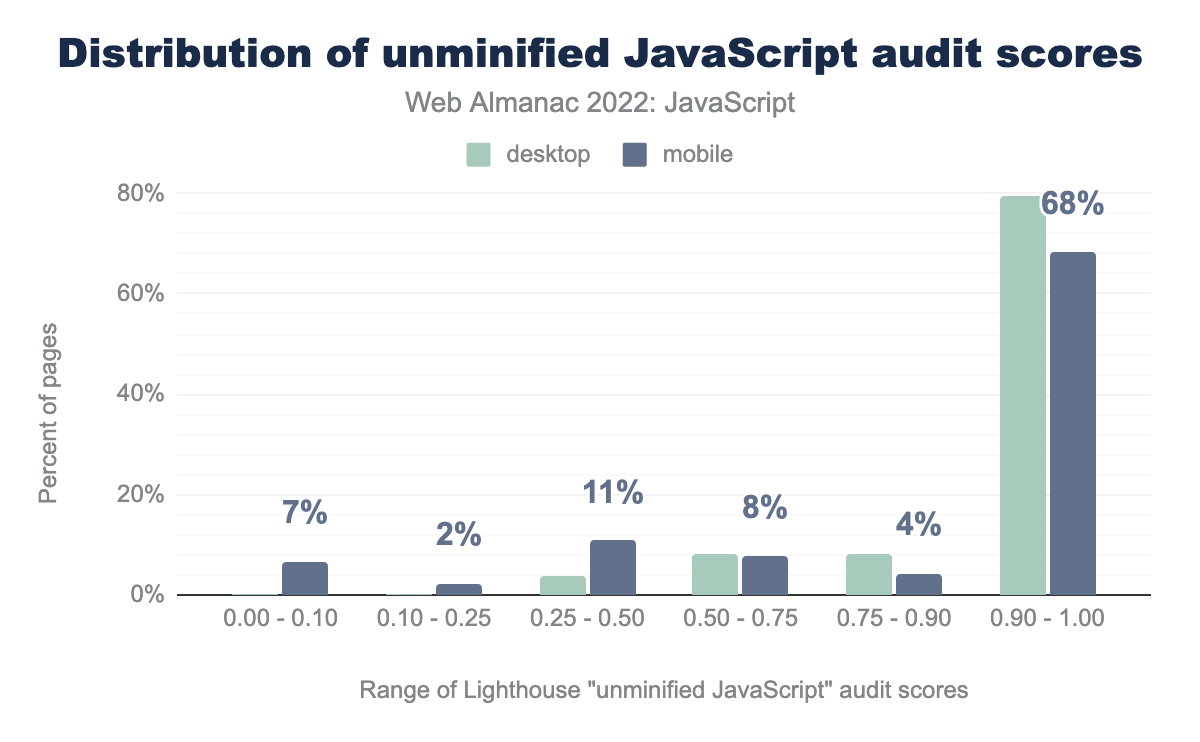 Distribution of unminified JavaScript audit scores
Web Almanac 2022: JavaScript
desktop mobile
80%
68%
60%
Percent of pages
40%
20%
7%
2%
11%
8%
4%
0%
0.00 - 0.10 0.10 - 0.25 0.25 - 0.50 0.50 - 0.75 0.75 - 0.90 0.90 - 1.00
Range of Lighthouse "unminified JavaScript" audit scores